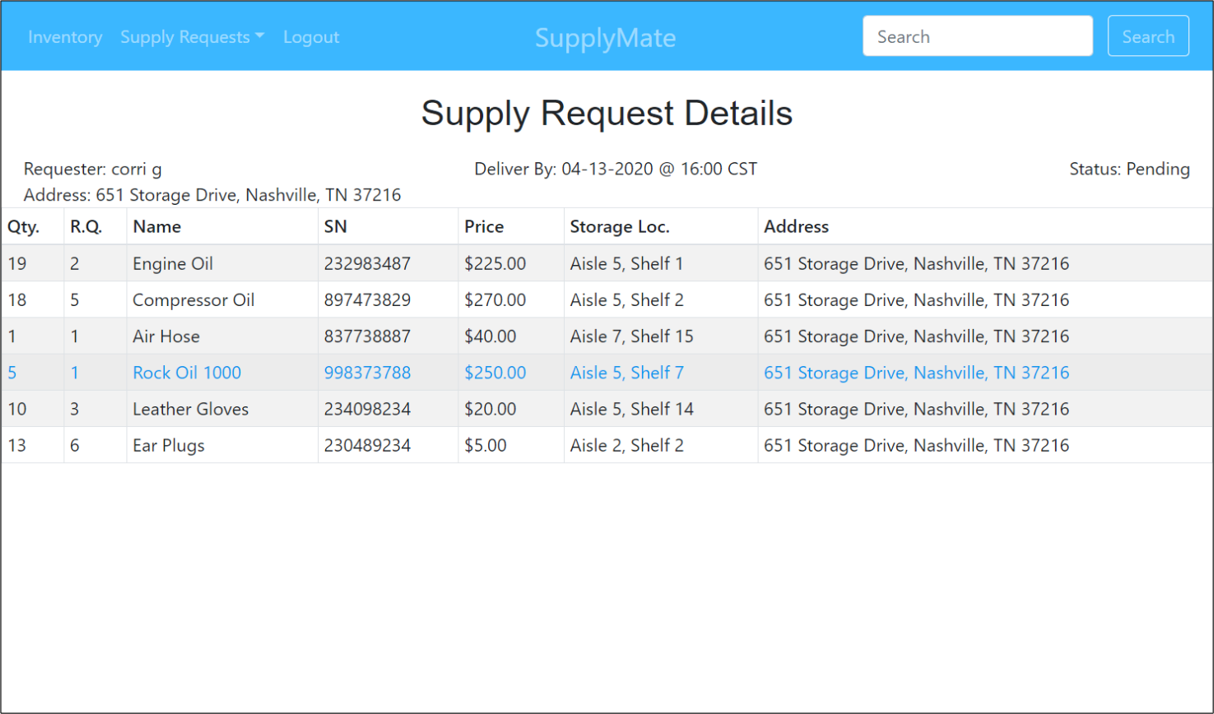 Inventory Supply Requests Logout SupplyMate Search Search
Supply Request Details
Requester: corri g Deliver By: 04-13-2020 @ 16:00 CST Status: Pending
Address: 651 Storage Drive, Nashville, TN 37216
Qty. R.Q. Name SN Price Storage Loc. Address
19 2 Engine Oil 232983487 $225.00 Aisle 5, Shelf 1 651 Storage Drive, Nashville, TN 37216
18 5 Compressor Oil 897473829 $270.00 Aisle 5, Shelf 2 651 Storage Drive, Nashville, TN 37216
1 1 Air Hose 837738887 $40.00 Aisle 7, Shelf 15 651 Storage Drive, Nashville, TN 37216
5 1 Rock Oil 1000 998373788 $250.00 Aisle 5, Shelf 7 651 Storage Drive, Nashville, TN 37216
10 3 Leather Gloves 234098234 $20.00 Aisle 5, Shelf 14 651 Storage Drive, Nashville, TN 37216
13 6 Ear Plugs 230489234 $5.00 Aisle 2, Shelf 2 651 Storage Drive, Nashville, TN 37216